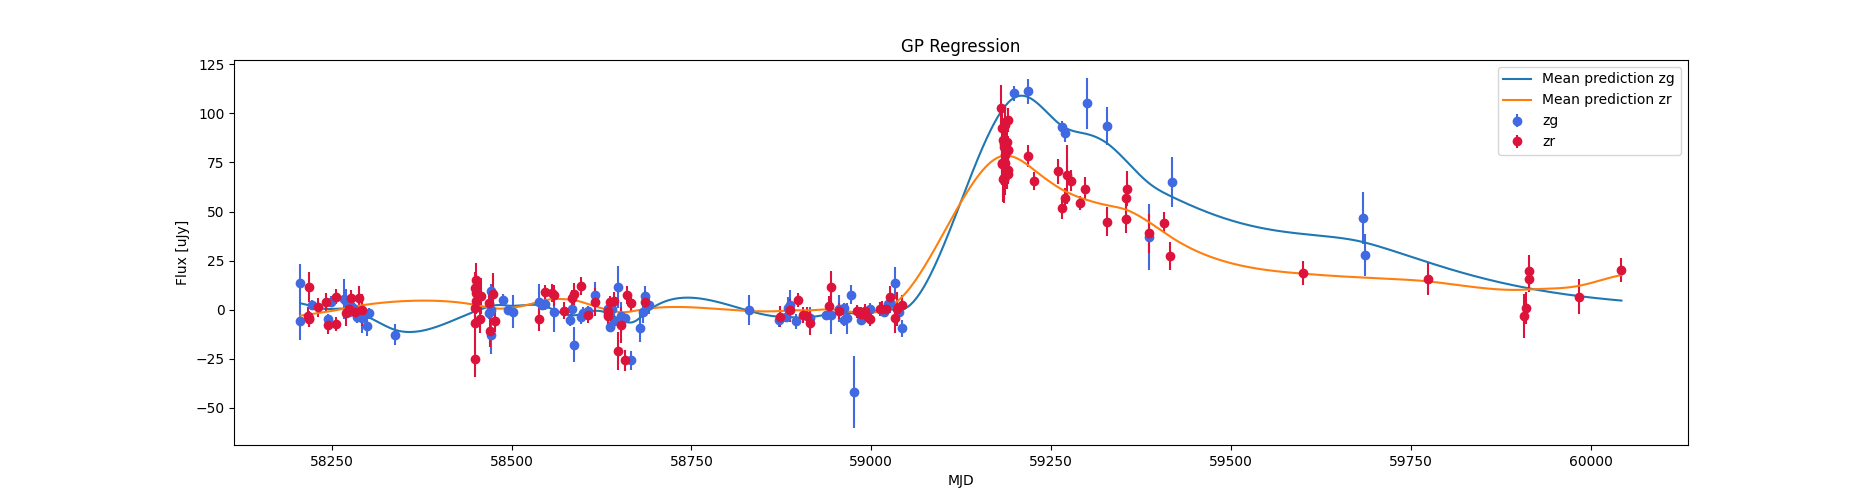 GP Regression
Flux [uJy]
125
100
75
50
25
0
−25
−50
58250
58500
58750
59000
59250
59500
59750
60000
MJD
Mean prediction zg
Mean prediction zr
zg
zr